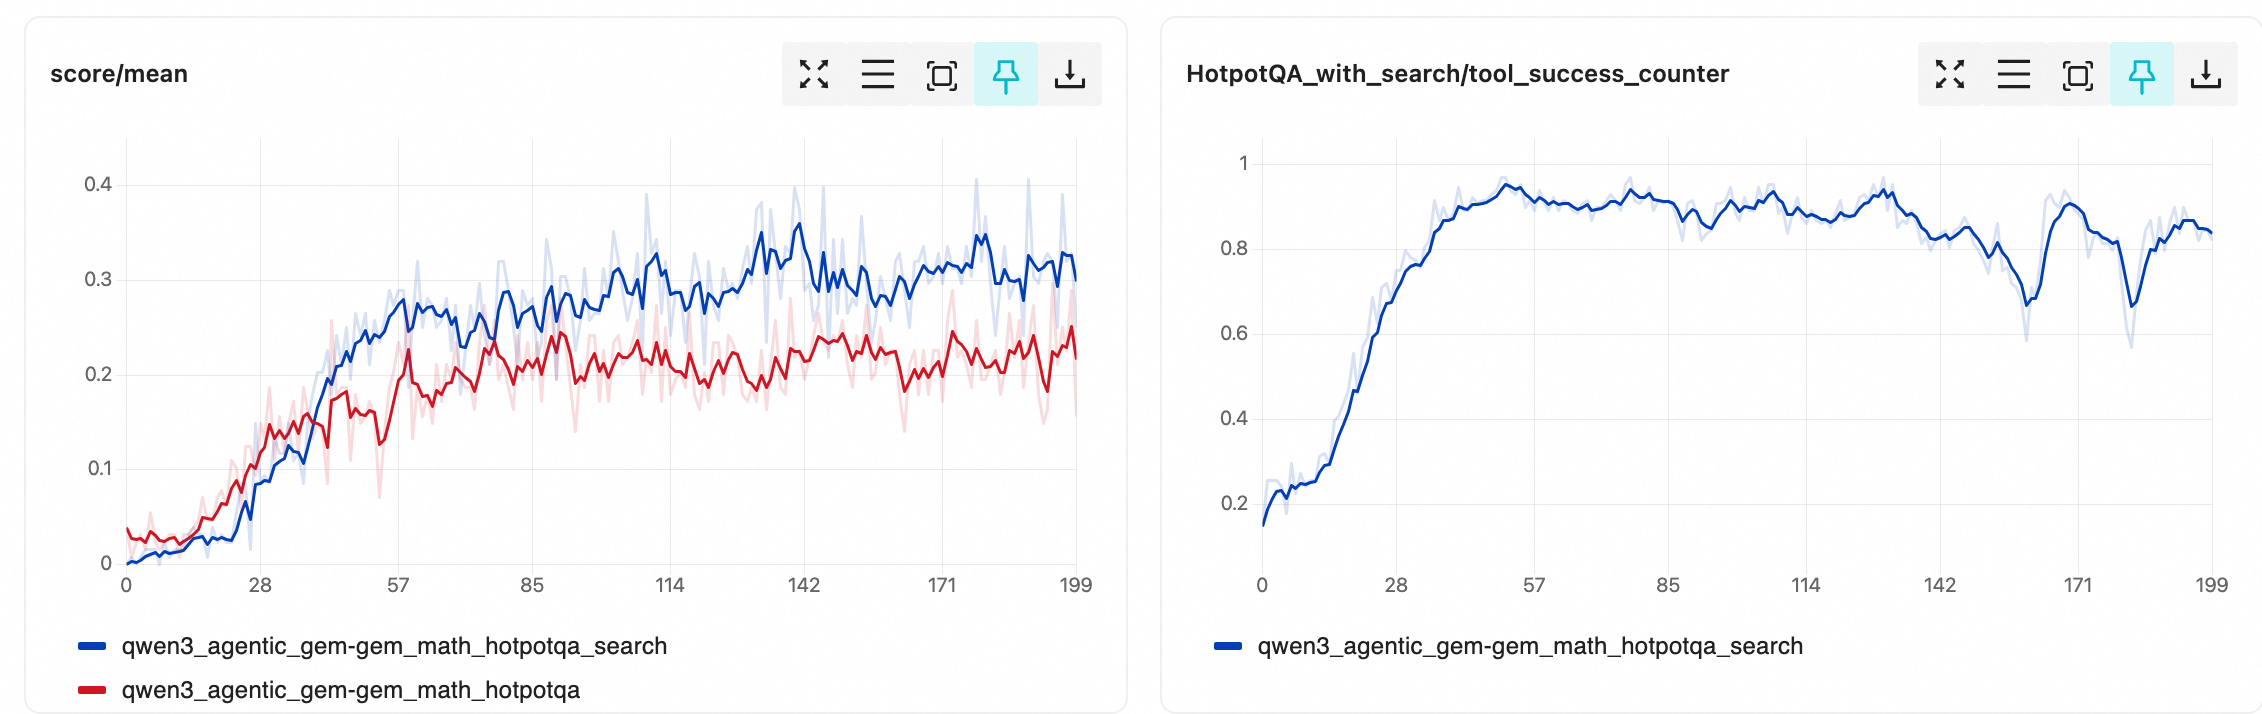 score/mean
0.4
0.3
0.2
0.1
0
0 28 57 85 114 142 171 199
qwen3_agentic_gem-gem_math_hotpotqa_search
qwen3_agentic_gem-gem_math_hotpotqa
HotpotQA_with_search/tool_success_counter
1
0.8
0.6
0.4
0.2
0 28 57 85 114 142 171 199
qwen3_agentic_gem-gem_math_hotpotqa_search